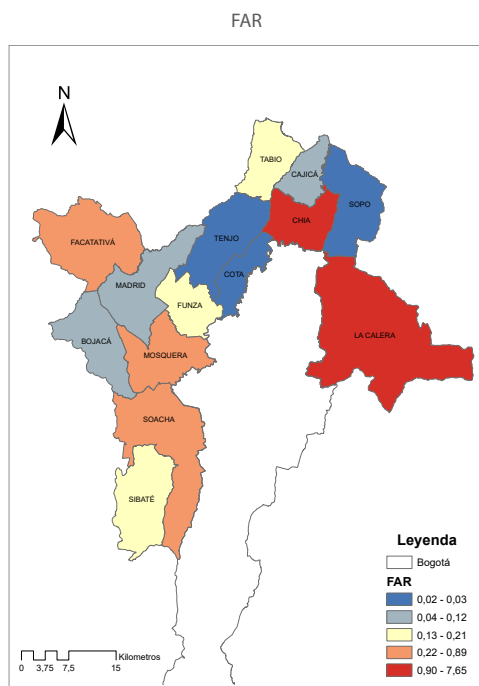 FAR
N
TABIO
CAJICÁ
SOPO
CHIA
FACATATIVÁ
TENJO
COTA
MADRID
FUNZA
BOJACÁ
MOSQUERA
LA CALERA
SOACHA
SIBATÉ
Leyenda
Bogotá
FAR
0,02 - 0,03
0,04 - 0,12
0,13 - 0,21
0,22 - 0,89
0,90 - 7,65
Kilometros
0 3,75 7,5 15